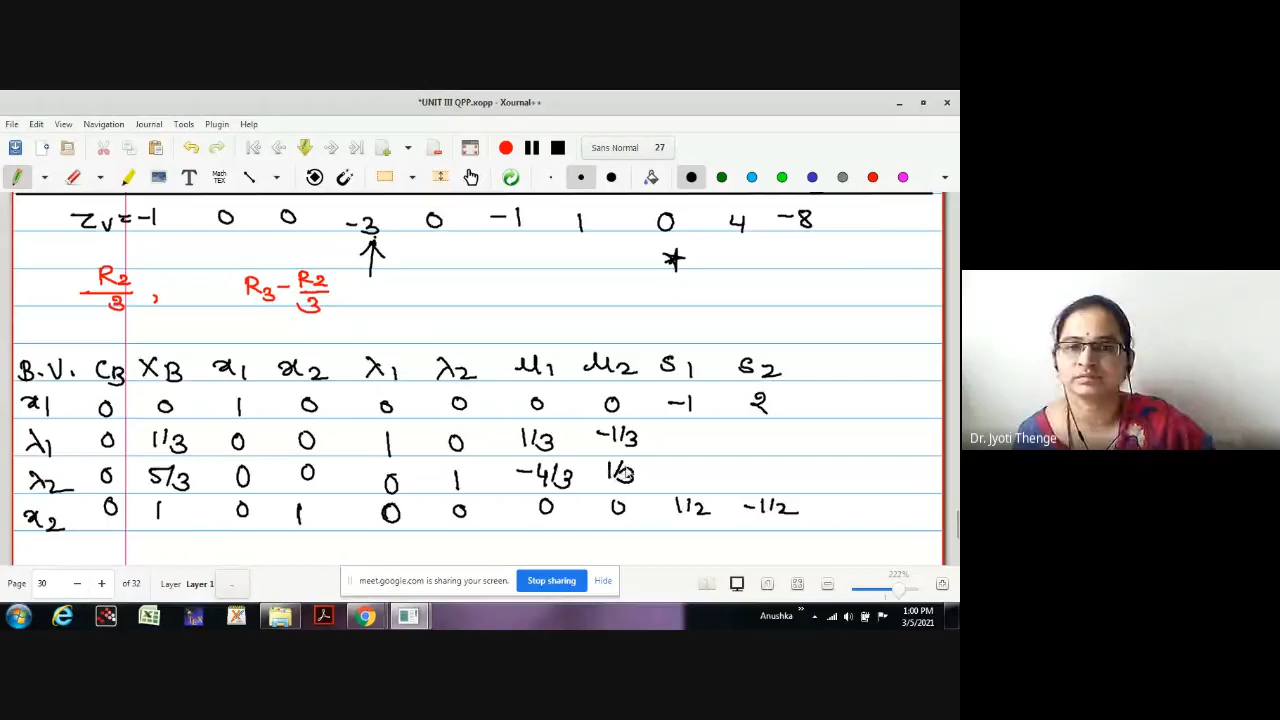 *UNIT III QPP.xopp - Xournal++
File Edit View Navigation Journal Tools Plugin Help
Sans Normal 27
Math TEX
Zv = -1 0 0 -3 0 -1 1 0 4 -8
R2/3 , R3 - R2/3
B.V. CB XB x1 x2 λ1 λ2 μ1 μ2 S1 S2
x1 0 0 1 0 0 0 0 0 -1 2
λ1 0 1/3 0 0 1 0 1/3 -1/3
λ2 0 5/3 0 0 0 1 -4/3 1/3
x2 0 1 0 1 0 0 0 0 1/2 -1/2
Dr. Jyoti Thenge
Page 30 of 32 Layer Layer 1
222%
meet.google.com is sharing your screen. Stop sharing Hide
Anushka
1:00 PM
3/5/2021